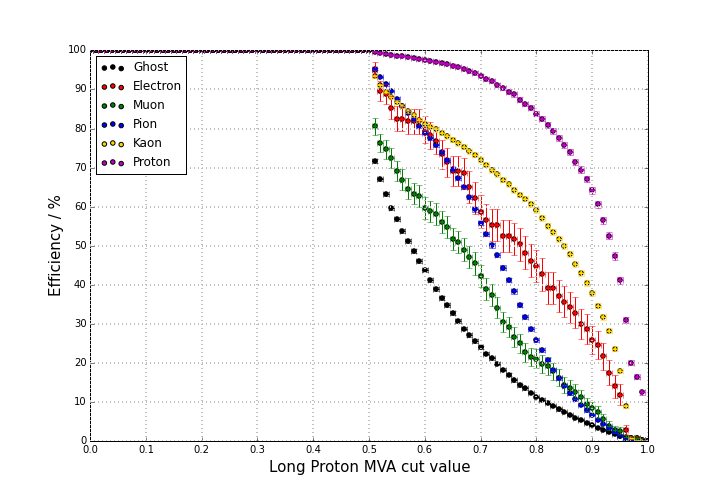 100
90
80
70
60
50
40
30
20
10
0
Efficiency / %
Ghost
Electron
Muon
Pion
Kaon
Proton
0.0 0.1 0.2 0.3 0.4 0.5 0.6 0.7 0.8 0.9 1.0
Long Proton MVA cut value